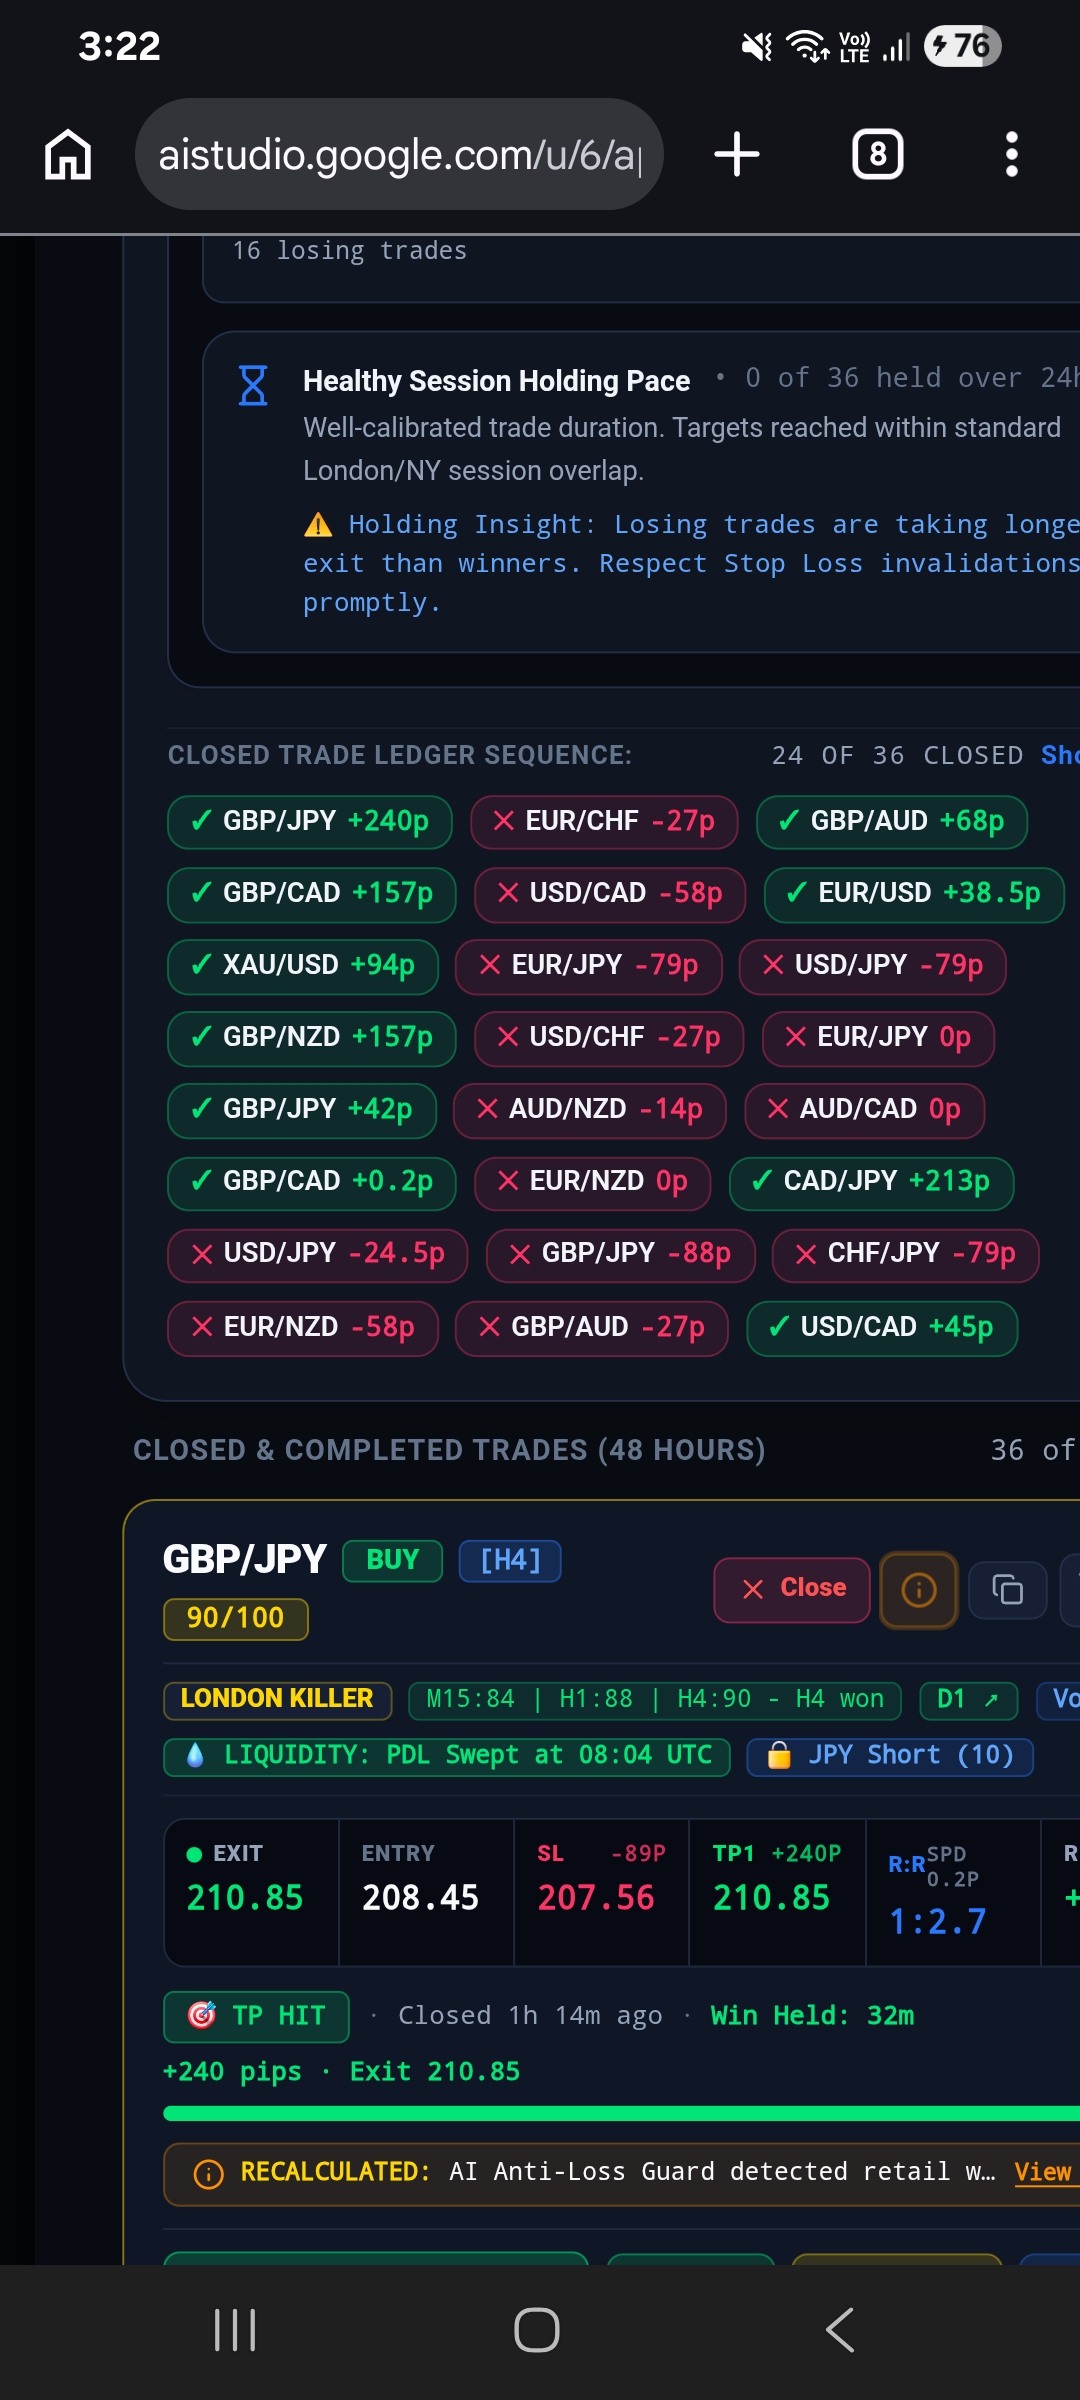 3:22
Vo)) LTE
76
aistudio.google.com/u/6/a
8
16 losing trades
Healthy Session Holding Pace • 0 of 36 held over 24h
Well-calibrated trade duration. Targets reached within standard
London/NY session overlap.
⚠️ Holding Insight: Losing trades are taking longe
exit than winners. Respect Stop Loss invalidations
promptly.
CLOSED TRADE LEDGER SEQUENCE: 24 OF 36 CLOSED Sho
✓ GBP/JPY +240p ✕ EUR/CHF -27p ✓ GBP/AUD +68p
✓ GBP/CAD +157p ✕ USD/CAD -58p ✓ EUR/USD +38.5p
✓ XAU/USD +94p ✕ EUR/JPY -79p ✕ USD/JPY -79p
✓ GBP/NZD +157p ✕ USD/CHF -27p ✕ EUR/JPY 0p
✓ GBP/JPY +42p ✕ AUD/NZD -14p ✕ AUD/CAD 0p
✓ GBP/CAD +0.2p ✕ EUR/NZD 0p ✓ CAD/JPY +213p
✕ USD/JPY -24.5p ✕ GBP/JPY -88p ✕ CHF/JPY -79p
✕ EUR/NZD -58p ✕ GBP/AUD -27p ✓ USD/CAD +45p
CLOSED & COMPLETED TRADES (48 HOURS) 36 of
GBP/JPY BUY [H4]
✕ Close
90/100
LONDON KILLER M15:84 | H1:88 | H4:90 - H4 won D1 ↗ Vo
💧 LIQUIDITY: PDL Swept at 08:04 UTC 🔒 JPY Short (10)
EXIT ENTRY SL -89P TP1 +240P R:R SPD 0.2P R
210.85 208.45 207.56 210.85 1:2.7 +
🎯 TP HIT · Closed 1h 14m ago · Win Held: 32m
+240 pips · Exit 210.85
RECALCULATED: AI Anti-Loss Guard detected retail w… View